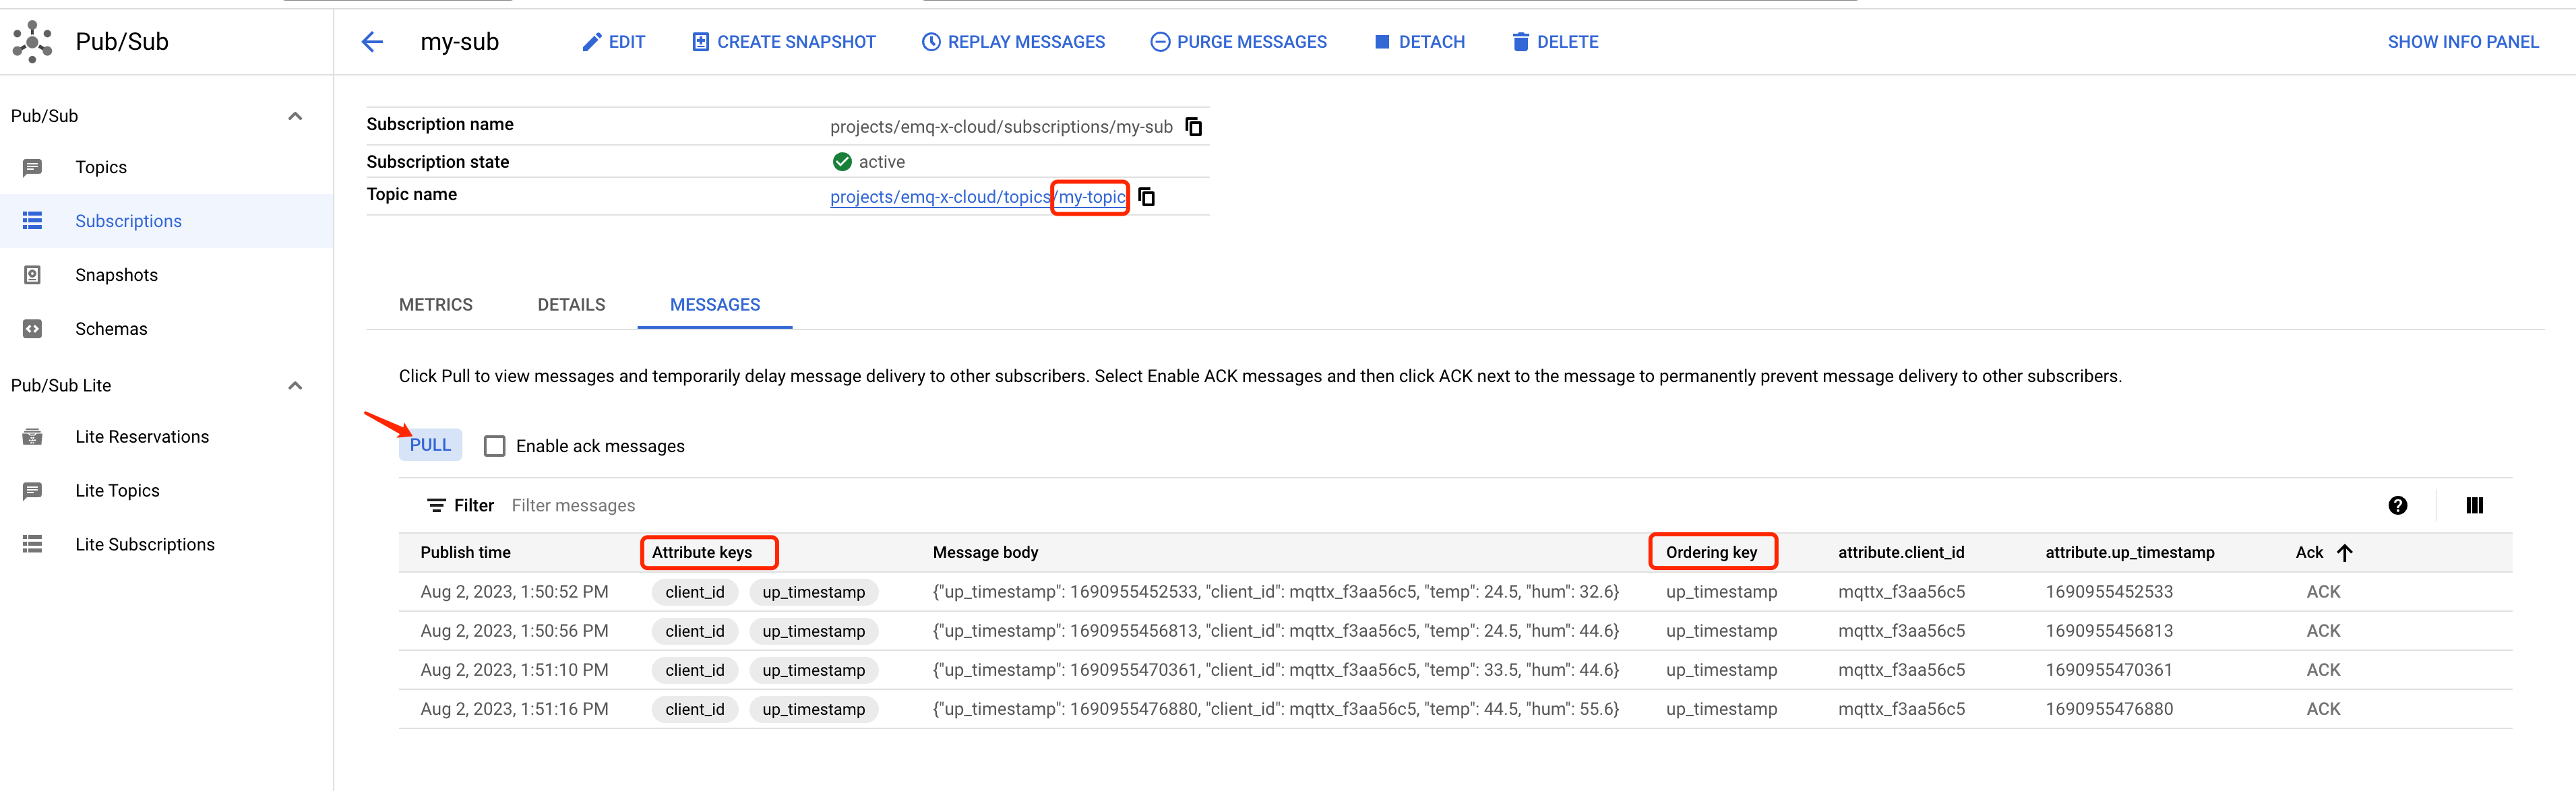 Pub/Sub
my-sub EDIT CREATE SNAPSHOT REPLAY MESSAGES PURGE MESSAGES DETACH DELETE SHOW INFO PANEL
Pub/Sub
Topics
Subscriptions
Snapshots
Schemas
Pub/Sub Lite
Lite Reservations
Lite Topics
Lite Subscriptions
Subscription name projects/emq-x-cloud/subscriptions/my-sub
Subscription state active
Topic name projects/emq-x-cloud/topics/my-topic
METRICS DETAILS MESSAGES
Click Pull to view messages and temporarily delay message delivery to other subscribers. Select Enable ACK messages and then click ACK next to the message to permanently prevent message delivery to other subscribers.
PULL Enable ack messages
Filter Filter messages
Publish time Attribute keys Message body Ordering key attribute.client_id attribute.up_timestamp Ack
Aug 2, 2023, 1:50:52 PM client_id up_timestamp {"up_timestamp": 1690955452533, "client_id": mqttx_f3aa56c5, "temp": 24.5, "hum": 32.6} up_timestamp mqttx_f3aa56c5 1690955452533 ACK
Aug 2, 2023, 1:50:56 PM client_id up_timestamp {"up_timestamp": 1690955456813, "client_id": mqttx_f3aa56c5, "temp": 24.5, "hum": 44.6} up_timestamp mqttx_f3aa56c5 1690955456813 ACK
Aug 2, 2023, 1:51:10 PM client_id up_timestamp {"up_timestamp": 1690955470361, "client_id": mqttx_f3aa56c5, "temp": 33.5, "hum": 44.6} up_timestamp mqttx_f3aa56c5 1690955470361 ACK
Aug 2, 2023, 1:51:16 PM client_id up_timestamp {"up_timestamp": 1690955476880, "client_id": mqttx_f3aa56c5, "temp": 44.5, "hum": 55.6} up_timestamp mqttx_f3aa56c5 1690955476880 ACK